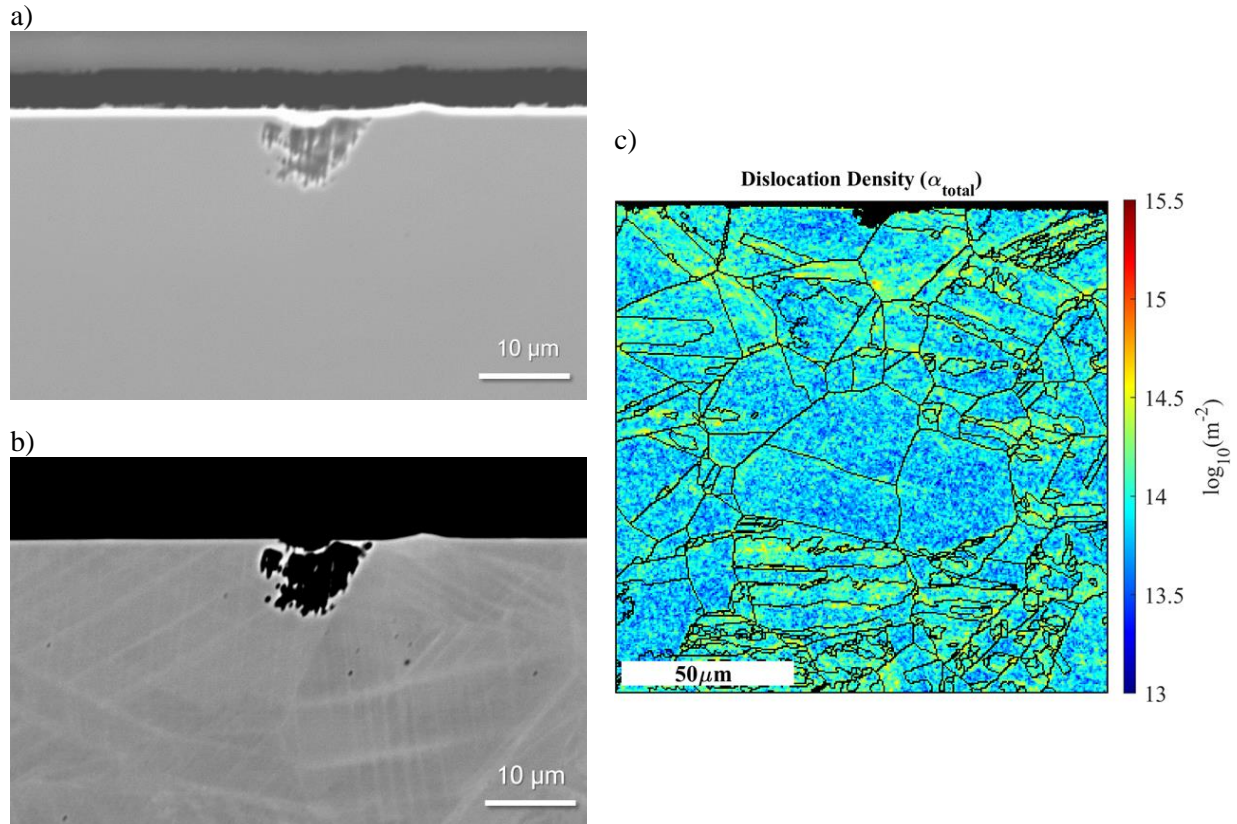 a)
10 µm
b)
10 µm
c)
Dislocation Density (α_total)
15.5
15
14.5
14
13.5
13
log₁₀(m⁻²)
50µm